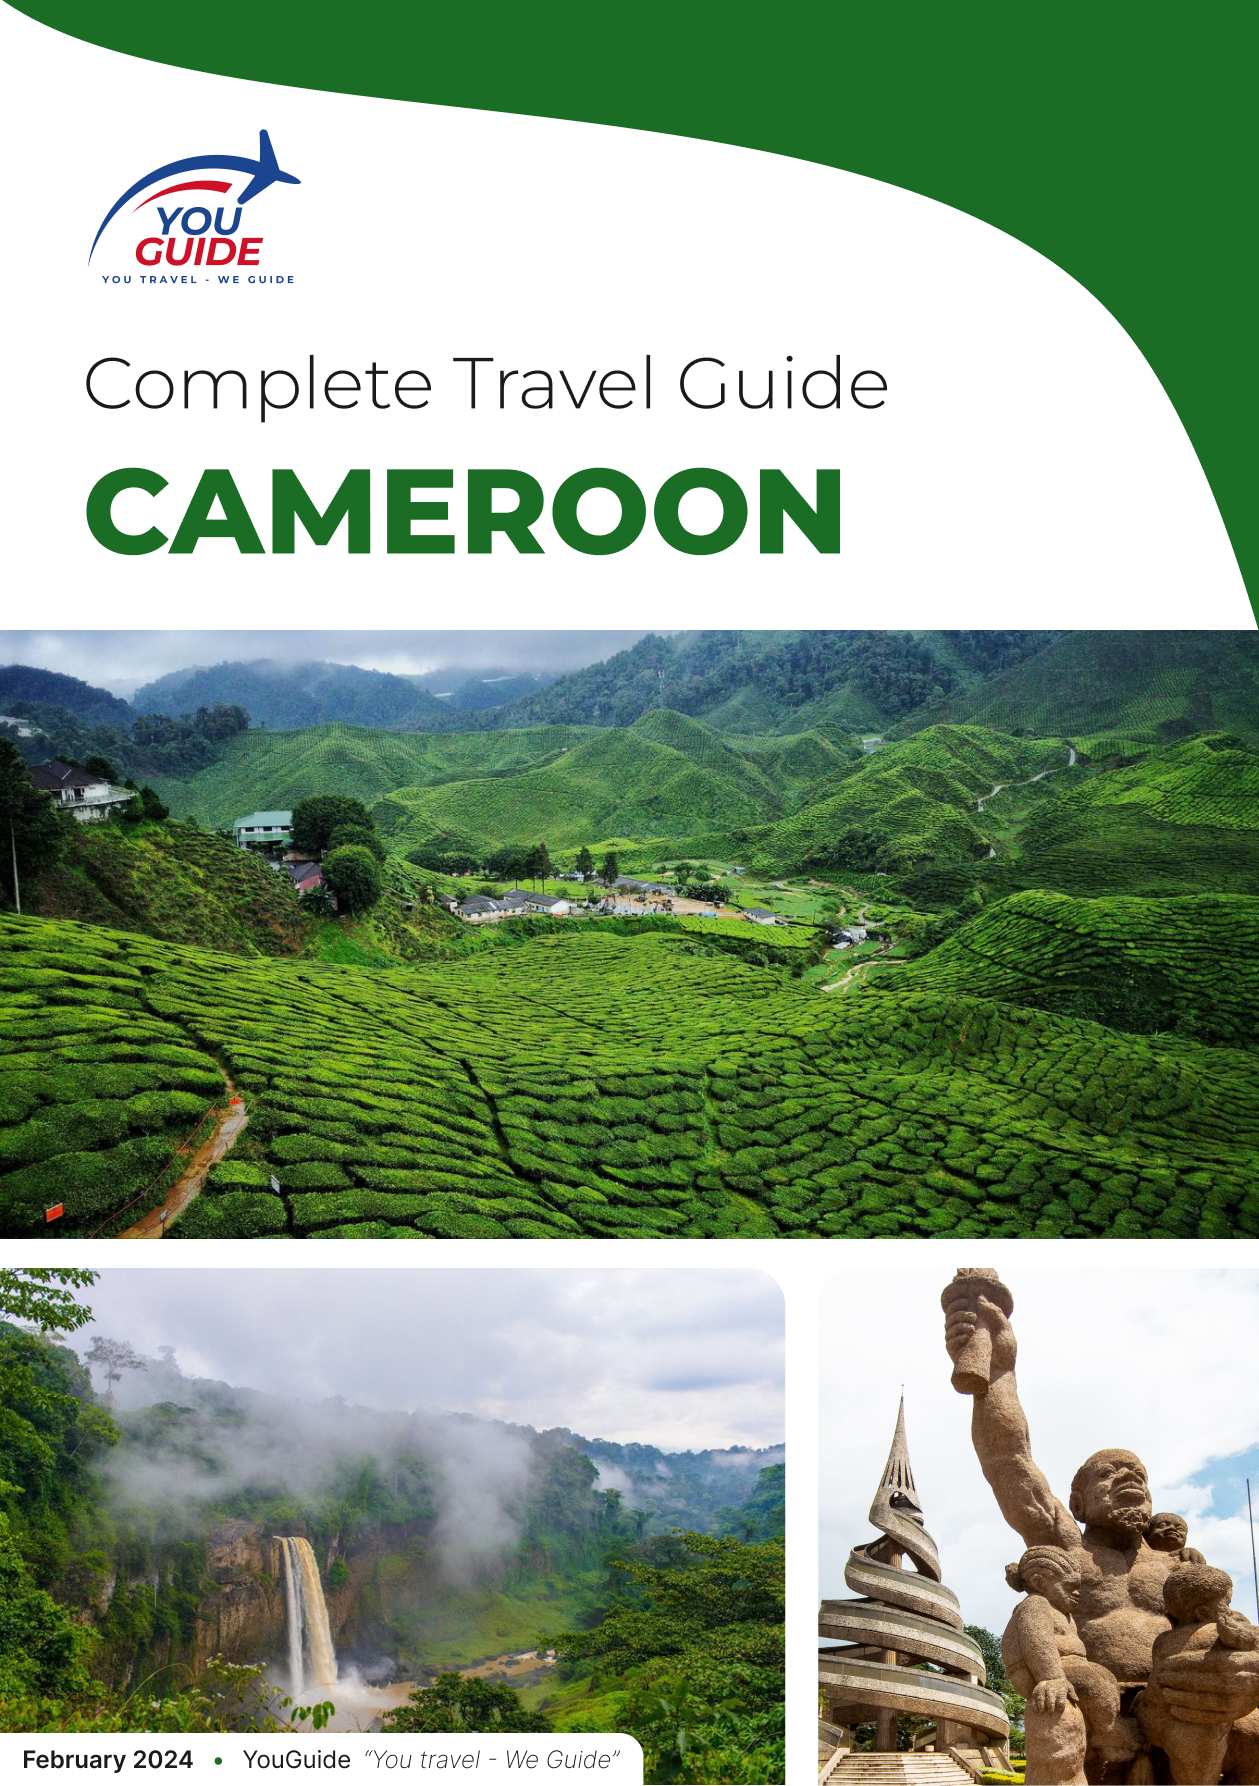 YOU
GUIDE
YOU TRAVEL - WE GUIDE
Complete Travel Guide
CAMEROON
February 2024 • YouGuide “You travel - We Guide”